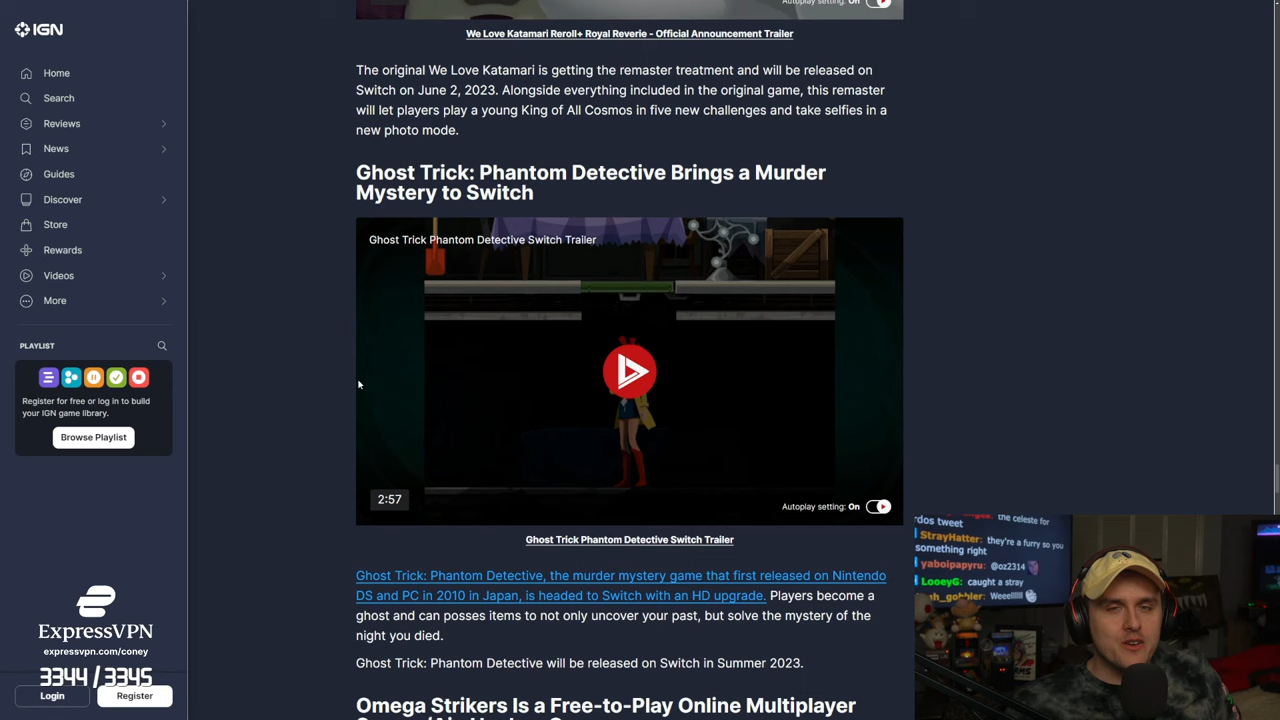 IGN
Home
Search
Reviews
News
Guides
Discover
Store
Rewards
Videos
More
PLAYLIST
Register for free or log in to build
your IGN game library.
Browse Playlist
ExpressVPN
expressvpn.com/coney
3344 / 3345
Login
Register
Autoplay setting: On
We Love Katamari Reroll+ Royal Reverie - Official Announcement Trailer
The original We Love Katamari is getting the remaster treatment and will be released on
Switch on June 2, 2023. Alongside everything included in the original game, this remaster
will let players play a young King of All Cosmos in five new challenges and take selfies in a
new photo mode.
Ghost Trick: Phantom Detective Brings a Murder
Mystery to Switch
Ghost Trick Phantom Detective Switch Trailer
2:57
Autoplay setting: On
Ghost Trick Phantom Detective Switch Trailer
Ghost Trick: Phantom Detective, the murder mystery game that first released on Nintendo
DS and PC in 2010 in Japan, is headed to Switch with an HD upgrade. Players become a
ghost and can posses items to not only uncover your past, but solve the mystery of the
night you died.
Ghost Trick: Phantom Detective will be released on Switch in Summer 2023.
Omega Strikers Is a Free-to-Play Online Multiplayer
the celeste for
rdos tweet
StrayHatter: they're a furry so you
something right
yaboipapyru: @oz2314
LooeyG: caught a stray
gobbler: Weeelllll